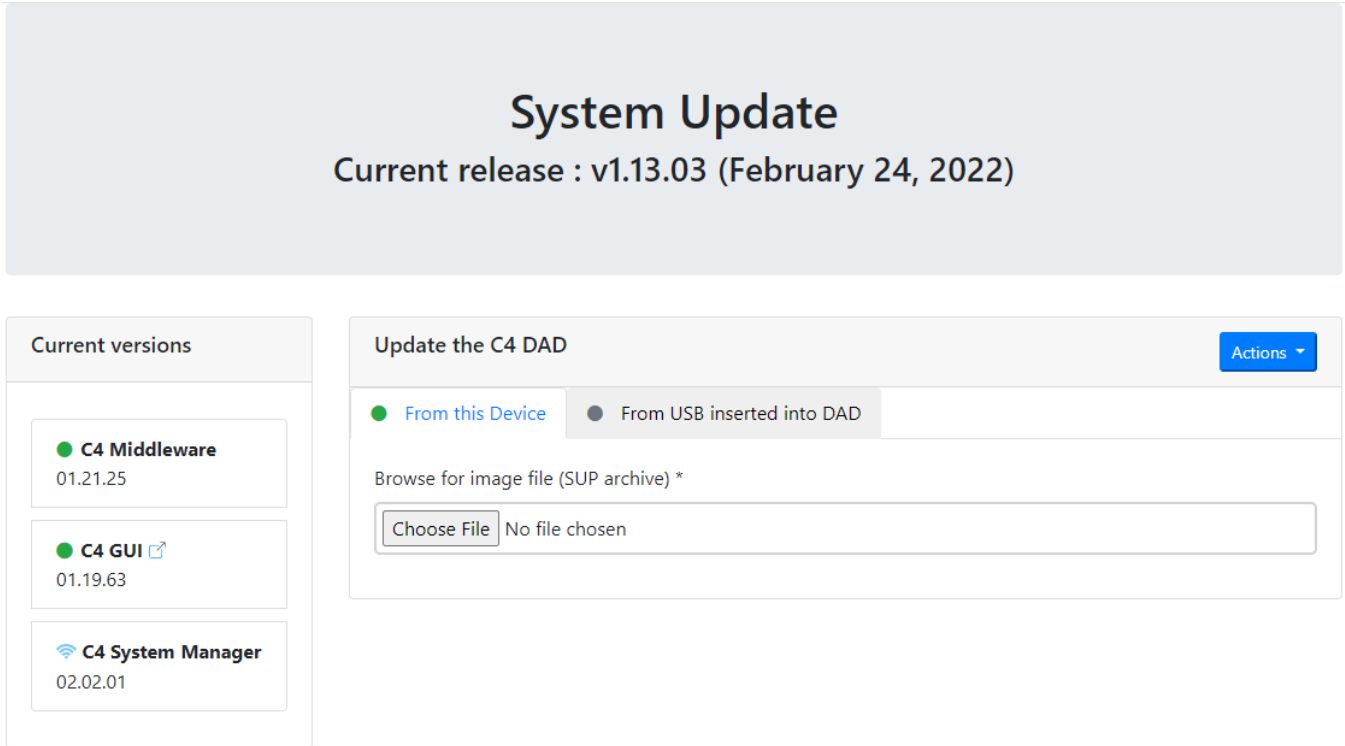 System Update
Current release : v1.13.03 (February 24, 2022)
Current versions
C4 Middleware
01.21.25
C4 GUI
01.19.63
C4 System Manager
02.02.01
Update the C4 DAD
Actions
From this Device
From USB inserted into DAD
Browse for image file (SUP archive) *
Choose File No file chosen